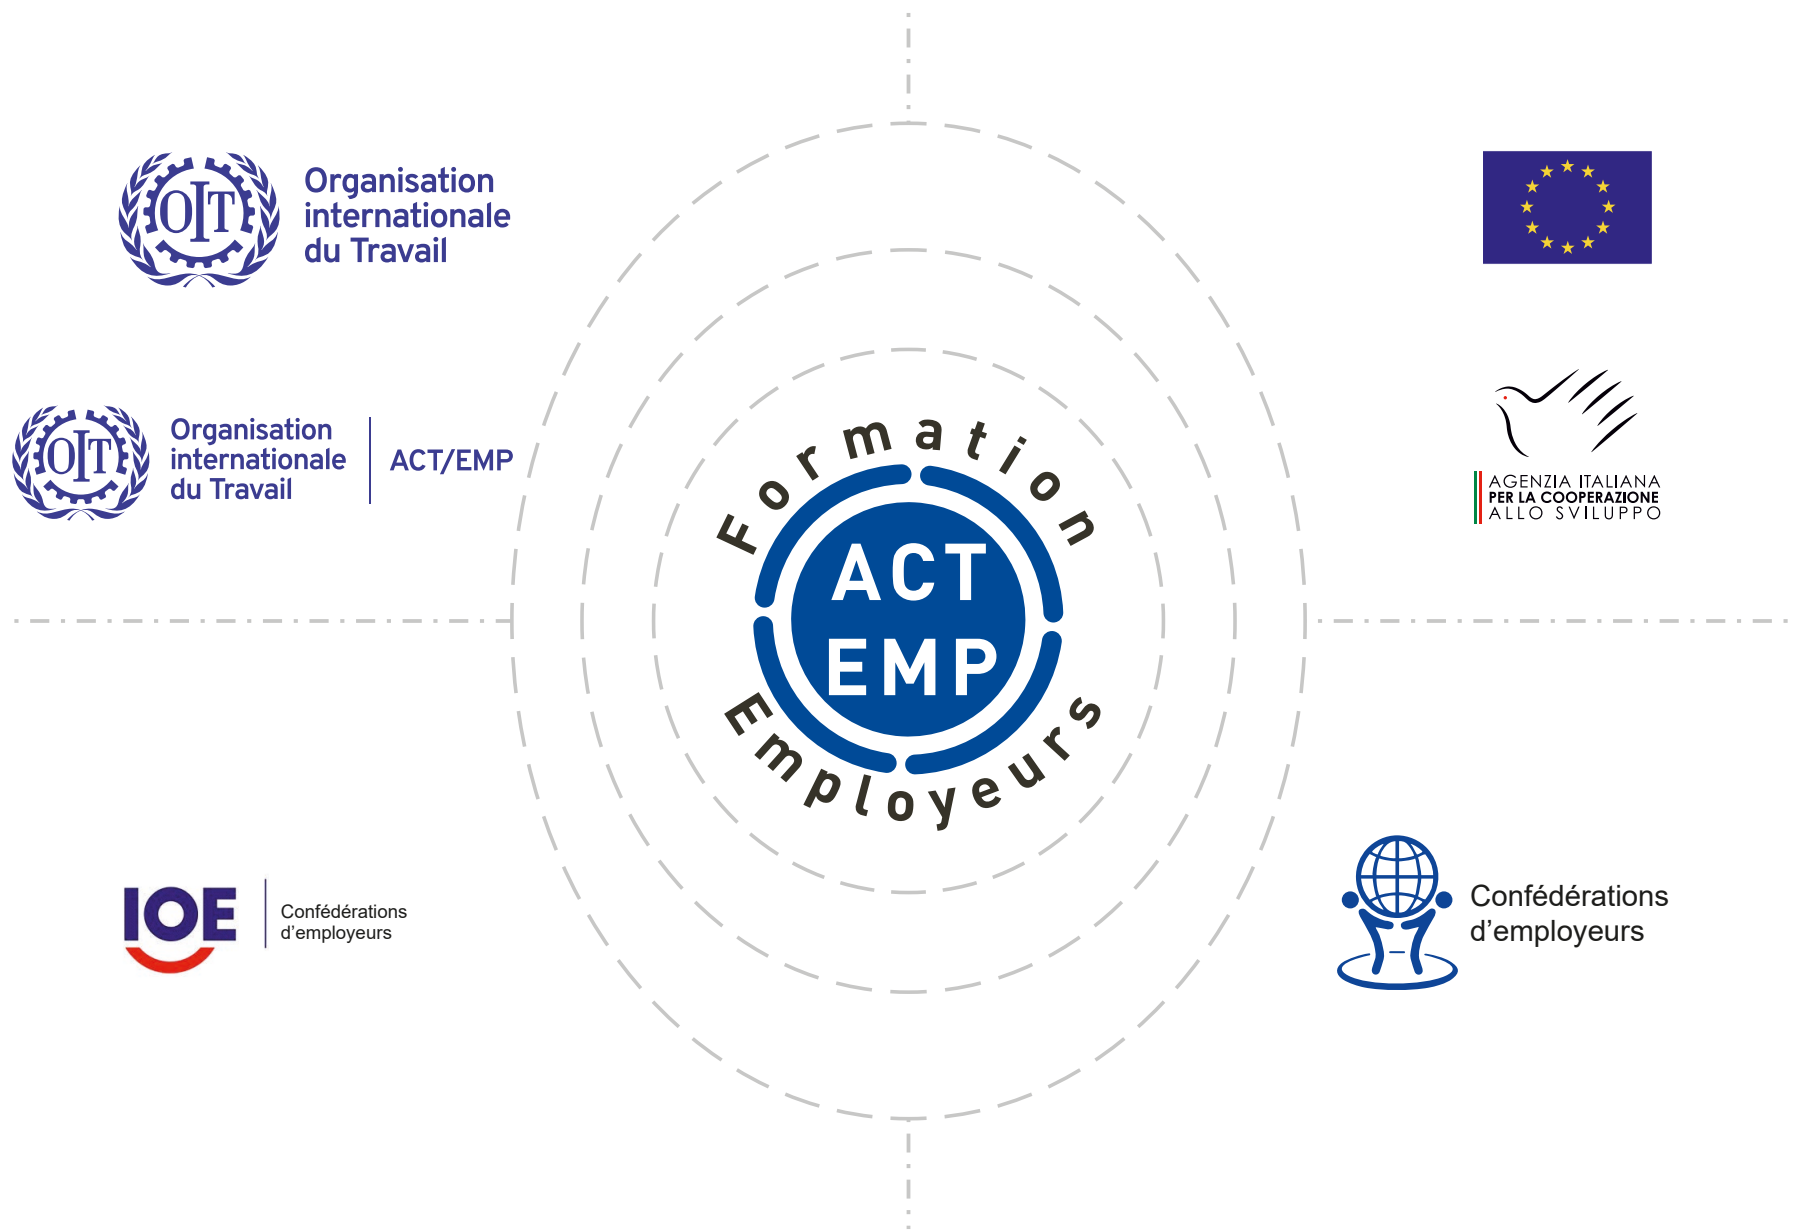 OIT
Organisation
internationale
du Travail
OIT
Organisation
internationale
du Travail
ACT/EMP
AGENZIA ITALIANA
PER LA COOPERAZIONE
ALLO SVILUPPO
Formation
ACT
EMP
Employeurs
IOE
Confédérations
d'employeurs
Confédérations
d'employeurs